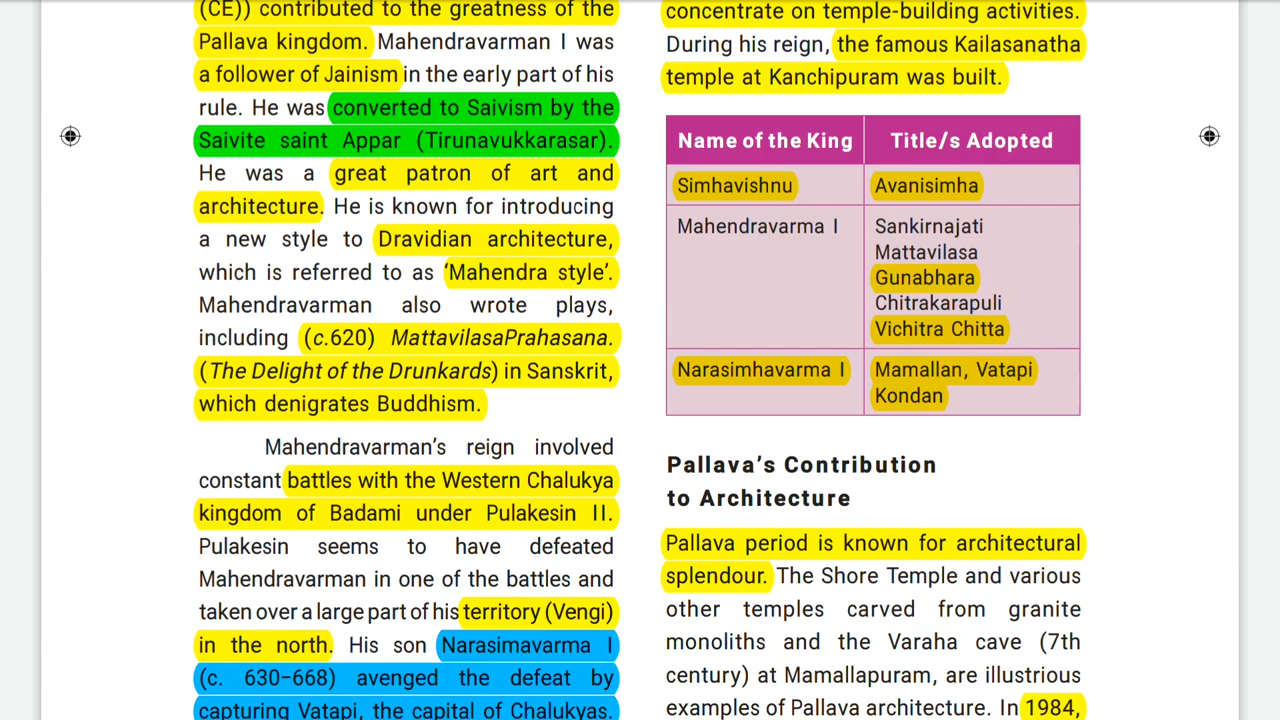 (CE)) contributed to the greatness of the
Pallava kingdom. Mahendravarman I was
a follower of Jainism in the early part of his
rule. He was converted to Saivism by the
Saivite saint Appar (Tirunavukkarasar).
He was a great patron of art and
architecture. He is known for introducing
a new style to Dravidian architecture,
which is referred to as ‘Mahendra style’.
Mahendravarman also wrote plays,
including (c.620) MattavilasaPrahasana.
(The Delight of the Drunkards) in Sanskrit,
which denigrates Buddhism.
Mahendravarman’s reign involved
constant battles with the Western Chalukya
kingdom of Badami under Pulakesin II.
Pulakesin seems to have defeated
Mahendravarman in one of the battles and
taken over a large part of his territory (Vengi)
in the north. His son Narasimavarma I
(c. 630–668) avenged the defeat by
capturing Vatapi, the capital of Chalukyas.
concentrate on temple-building activities.
During his reign, the famous Kailasanatha
temple at Kanchipuram was built.
Name of the King Title/s Adopted
Simhavishnu Avanisimha
Mahendravarma I Sankirnajati
Mattavilasa
Gunabhara
Chitrakarapuli
Vichitra Chitta
Narasimhavarma I Mamallan, Vatapi
Kondan
Pallava’s Contribution
to Architecture
Pallava period is known for architectural
splendour. The Shore Temple and various
other temples carved from granite
monoliths and the Varaha cave (7th
century) at Mamallapuram, are illustrious
examples of Pallava architecture. In 1984,